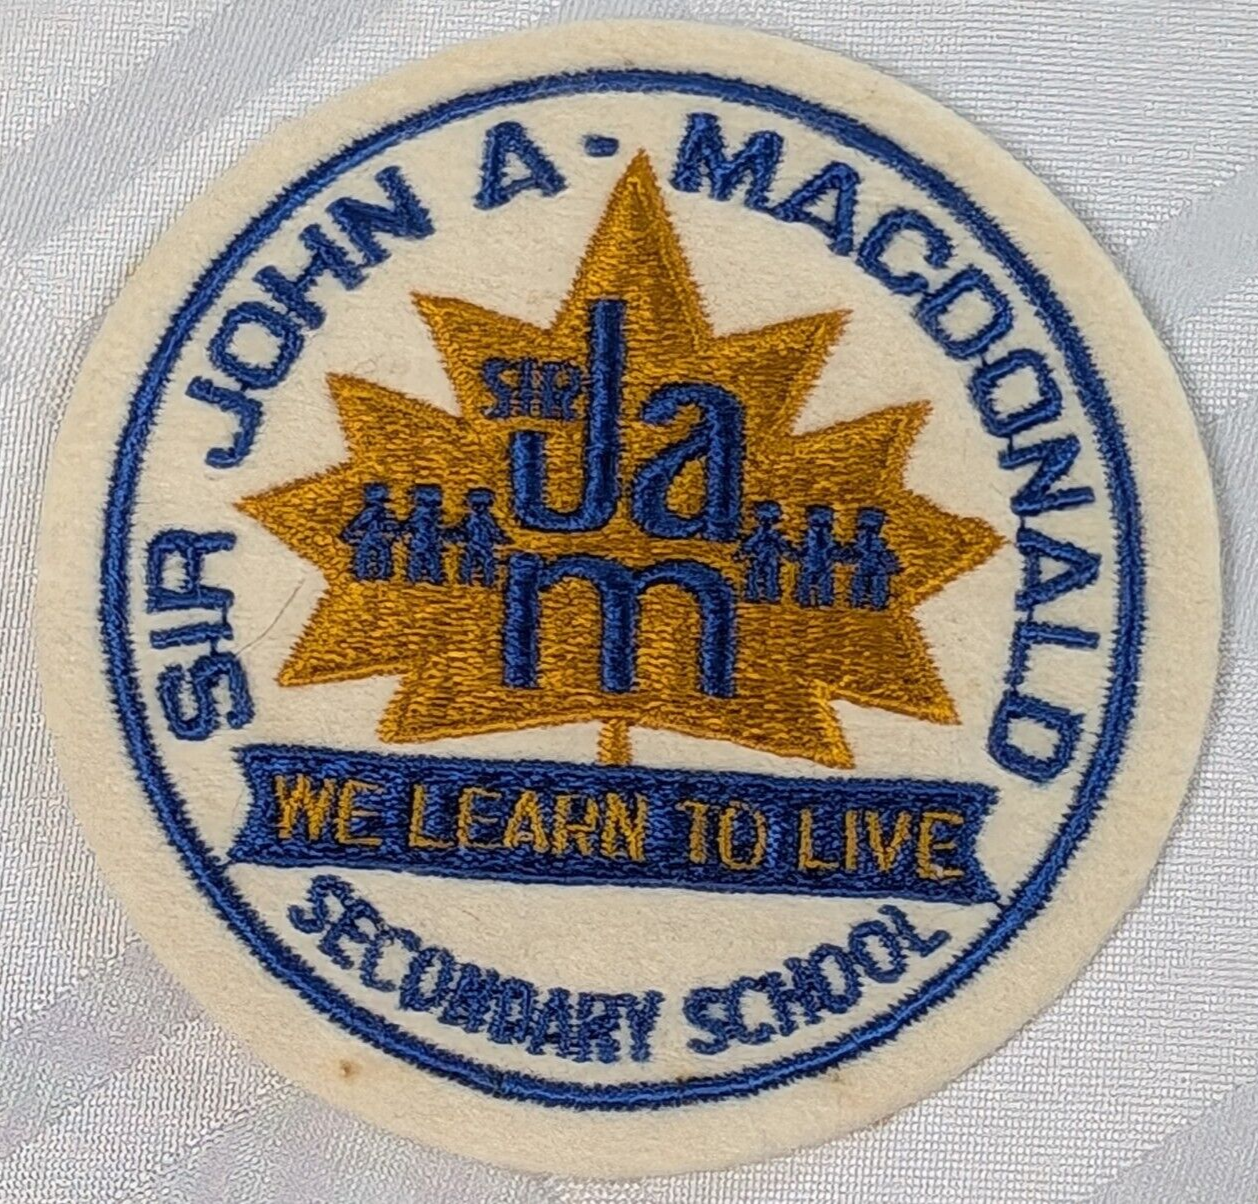 SIR JOHN A. MACDONALD
SIR
Ja
m
WE LEARN TO LIVE
SECONDARY SCHOOL